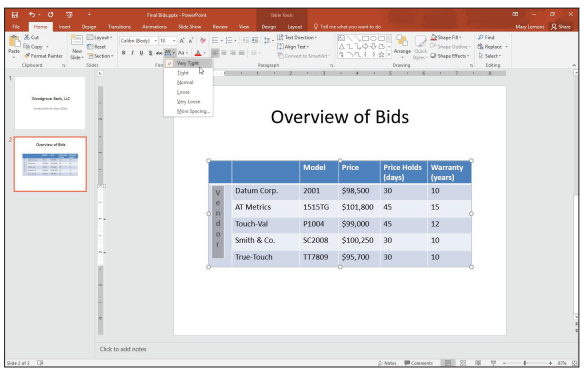 Final Bids.pptx - PowerPoint
Table Tools
Mary Lemons
Share
File Home Insert Design Transitions Animations Slide Show Review View Design Layout Tell me what you want to do
Paste
Cut
Copy
Format Painter
Clipboard
New Slide
Layout
Reset
Section
Slides
Calibri (Body) 18
B I U S abc AV Aa A
Very Tight
Tight
Normal
Loose
Very Loose
More Spacing...
Text Direction
Align Text
Convert to SmartArt
Paragraph
Arrange
Quick Styles
Shape Fill
Shape Outline
Shape Effects
Drawing
Find
Replace
Select
Editing
1
Woodgrove Bank, LLC
2
Overview of Bids
Overview of Bids
Model Price Price Holds (days) Warranty (years)
Vendor
Datum Corp. 2001 $98,500 30 10
AT Metrics 1515TG $101,800 45 15
Touch-Val P1004 $99,000 45 12
Smith & Co. SC2008 $100,250 30 10
True-Touch TT7809 $95,700 30 10
Click to add notes
Slide 2 of 2
Notes Comments 87%